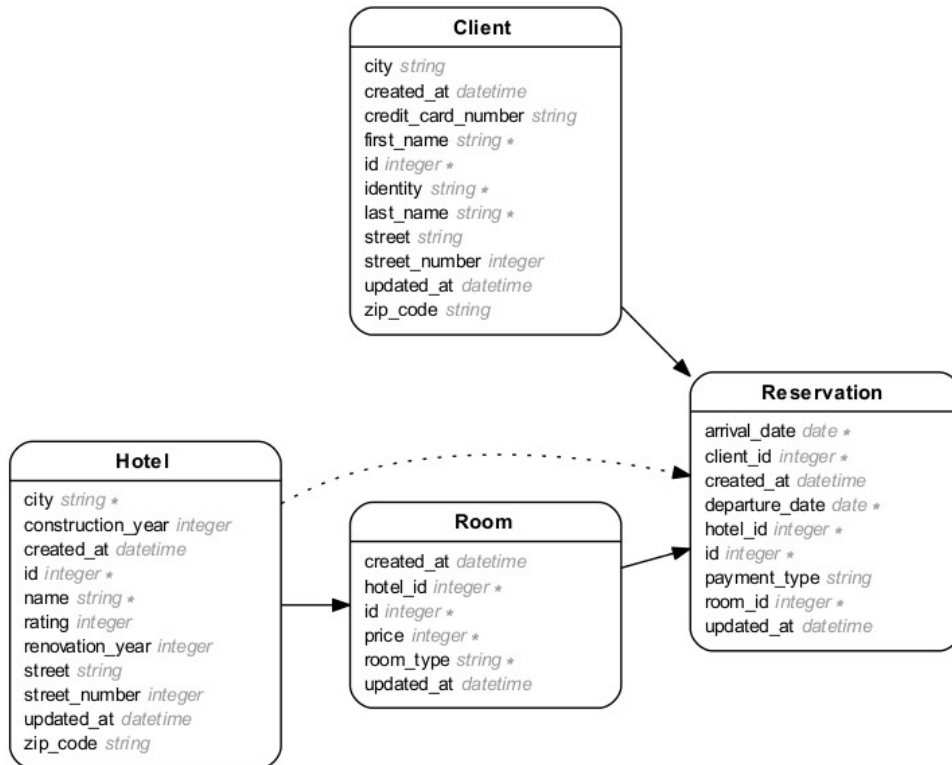 Client
city string
created_at datetime
credit_card_number string
first_name string *
id integer *
identity string *
last_name string *
street string
street_number integer
updated_at datetime
zip_code string
Reservation
arrival_date date *
client_id integer *
created_at datetime
departure_date date *
hotel_id integer *
id integer *
payment_type string
room_id integer *
updated_at datetime
Hotel
city string *
construction_year integer
created_at datetime
id integer *
name string *
rating integer
renovation_year integer
street string
street_number integer
updated_at datetime
zip_code string
Room
created_at datetime
hotel_id integer *
id integer *
price integer *
room_type string *
updated_at datetime